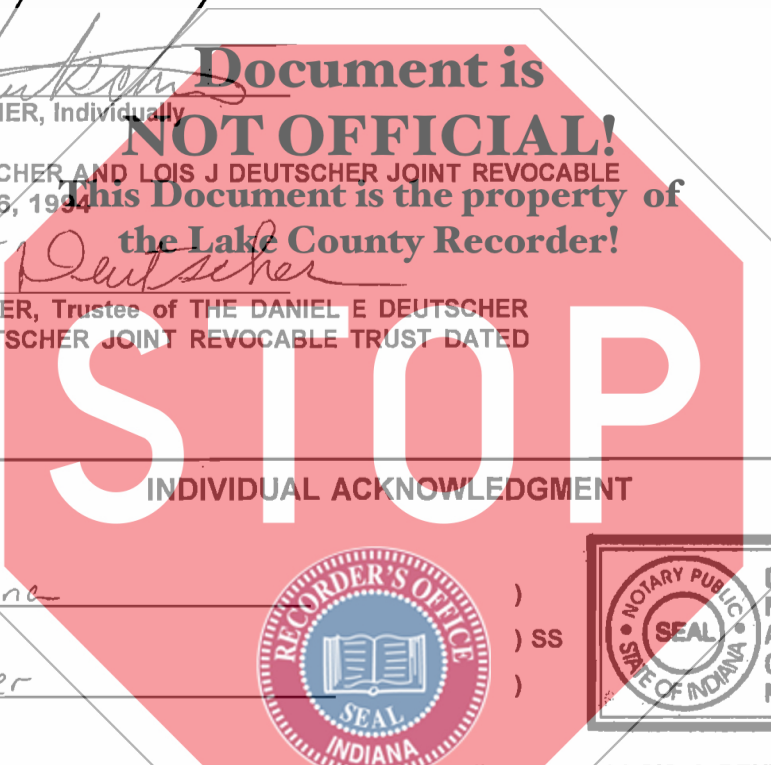 Document is
HER, Individually
NOT OFFICIAL!
CHER AND LOIS J DEUTSCHER JOINT REVOCABLE
6, 1994
This Document is the property of
the Lake County Recorder!
Deutscher
ER, Trustee of THE DANIEL E DEUTSCHER
TSCHER JOINT REVOCABLE TRUST DATED
STOP
INDIVIDUAL ACKNOWLEDGMENT
RECORDER'S OFFICE
SEAL
INDIANA
)
) SS
)
NOTARY PUBLIC
SEAL
STATE OF INDIANA